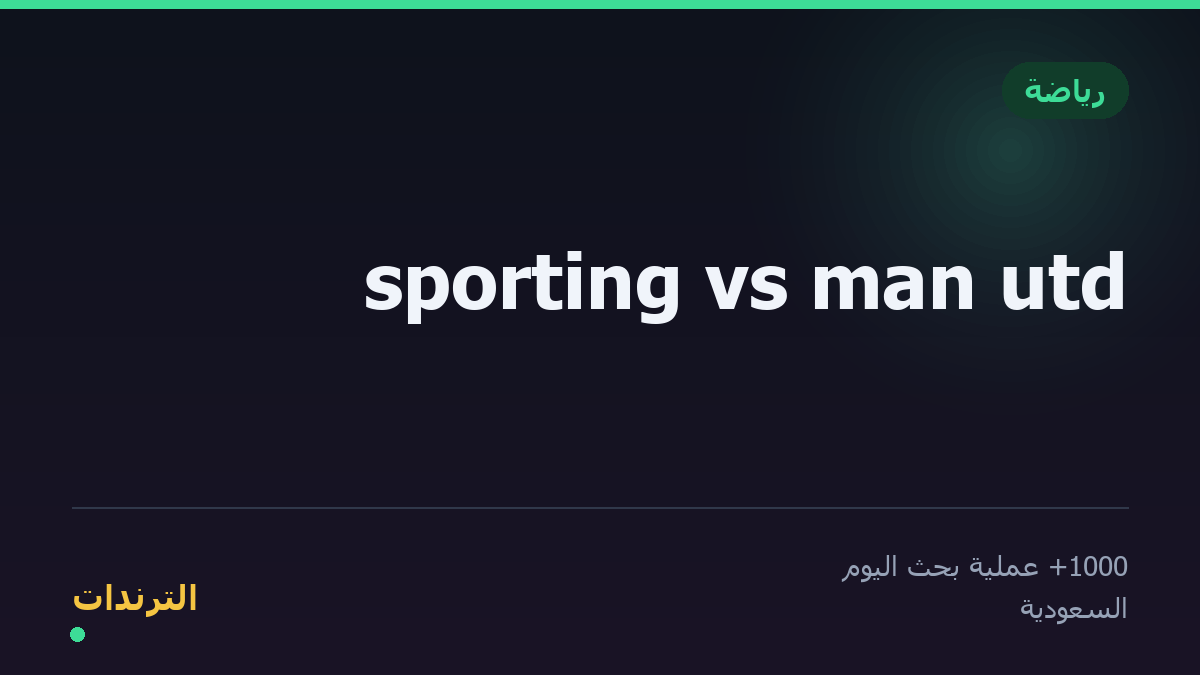 رياضة
sporting vs man utd
1000+ عملية بحث اليوم
السعودية
الترندات